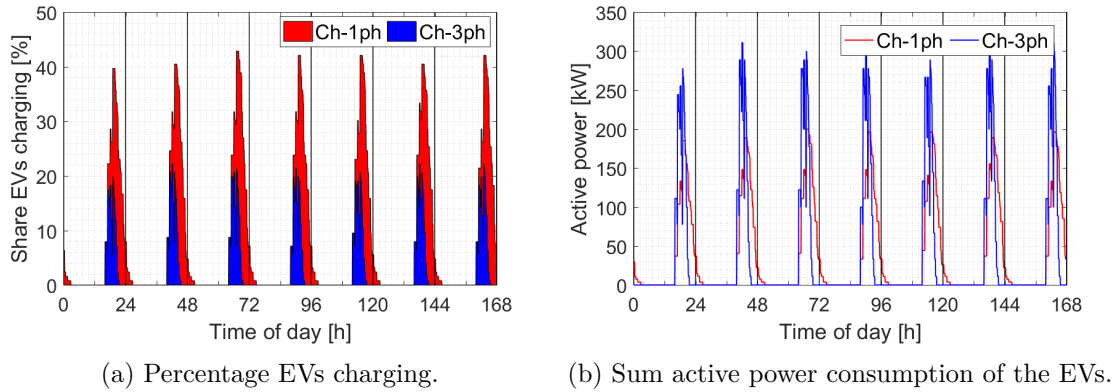 Share EVs charging [%]
50
40
30
20
10
0
Ch-1ph Ch-3ph
0 24 48 72 96 120 144 168
Time of day [h]
(a) Percentage EVs charging.
Active power [kW]
350
300
250
200
150
100
50
0
Ch-1ph Ch-3ph
0 24 48 72 96 120 144 168
Time of day [h]
(b) Sum active power consumption of the EVs.